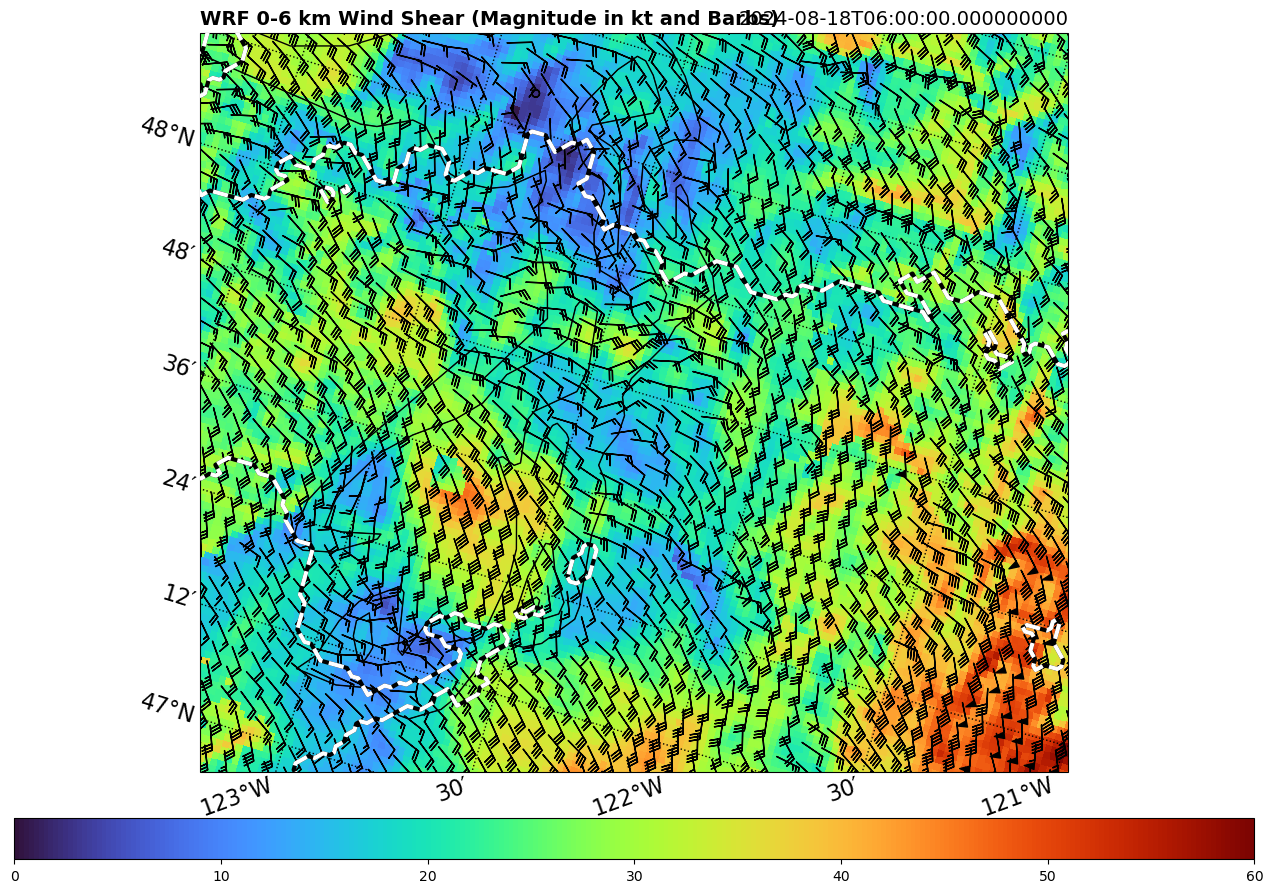 WRF 0-6 km Wind Shear (Magnitude in kt and Barbs)
2024-08-18T06:00:00.000000000
48°N
48′
36′
24′
12′
47°N
123°W 30′ 122°W 30′ 121°W
0 10 20 30 40 50 60